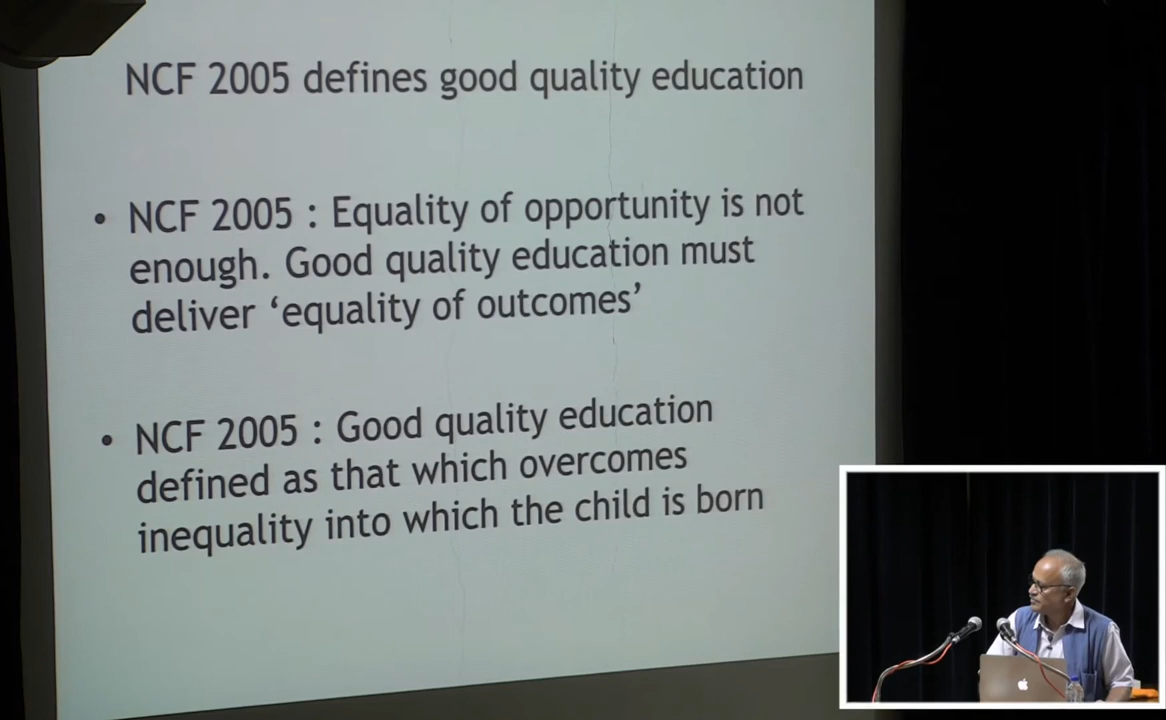 NCF 2005 defines good quality education
• NCF 2005 : Equality of opportunity is not
enough. Good quality education must
deliver ‘equality of outcomes’
• NCF 2005 : Good quality education
defined as that which overcomes
inequality into which the child is born